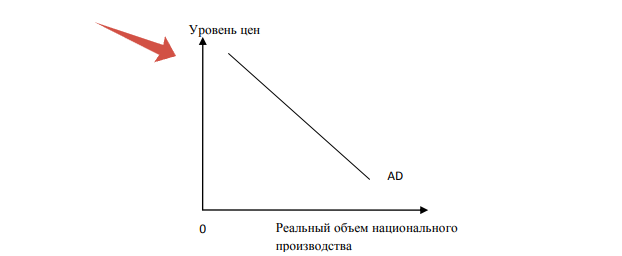 Уровень цен
AD
0
Реальный объем национального
производства